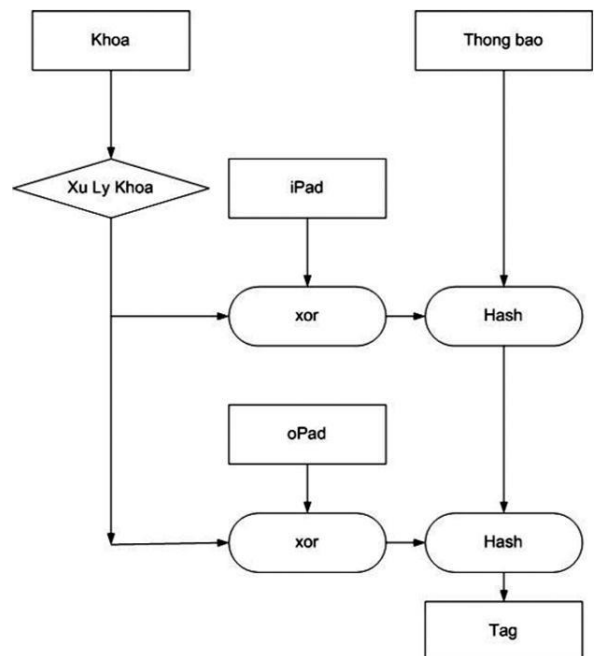 Khoa
Thong bao
Xu Ly Khoa
iPad
xor
Hash
oPad
xor
Hash
Tag